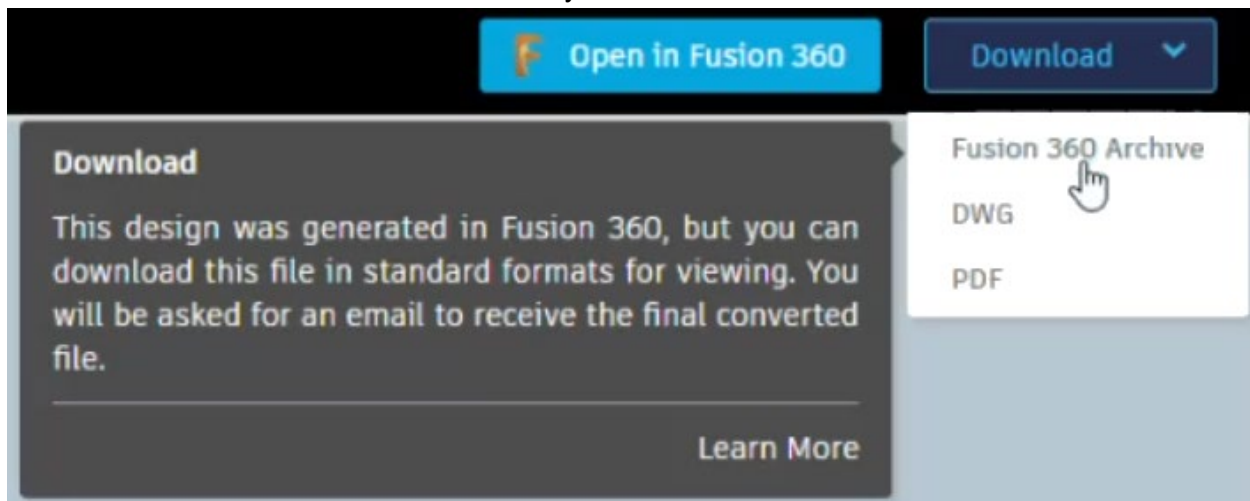 Open in Fusion 360
Download
Fusion 360 Archive
DWG
PDF
Download
This design was generated in Fusion 360, but you can
download this file in standard formats for viewing. You
will be asked for an email to receive the final converted
file.
Learn More